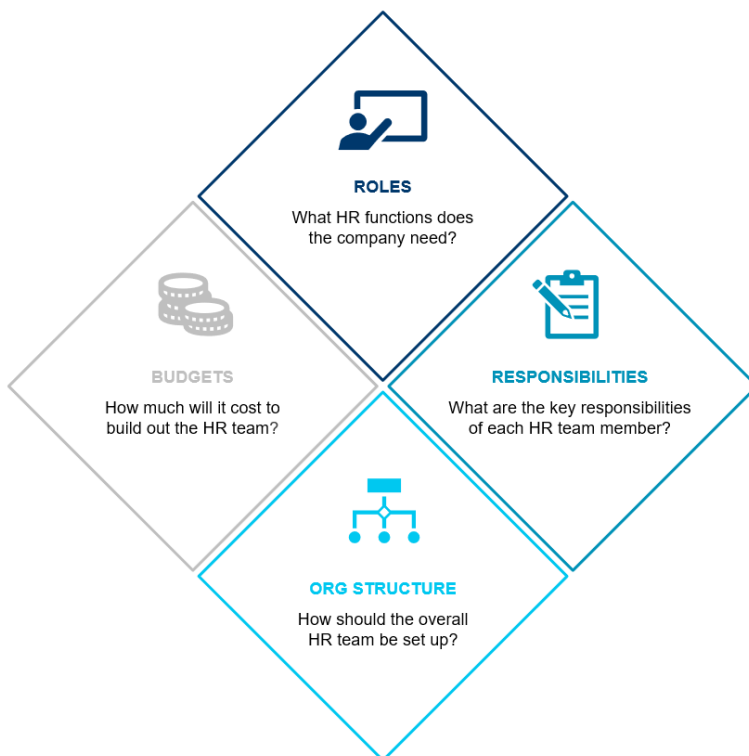 ROLES
What HR functions does
the company need?
BUDGETS
How much will it cost to
build out the HR team?
RESPONSIBILITIES
What are the key responsibilities
of each HR team member?
ORG STRUCTURE
How should the overall
HR team be set up?